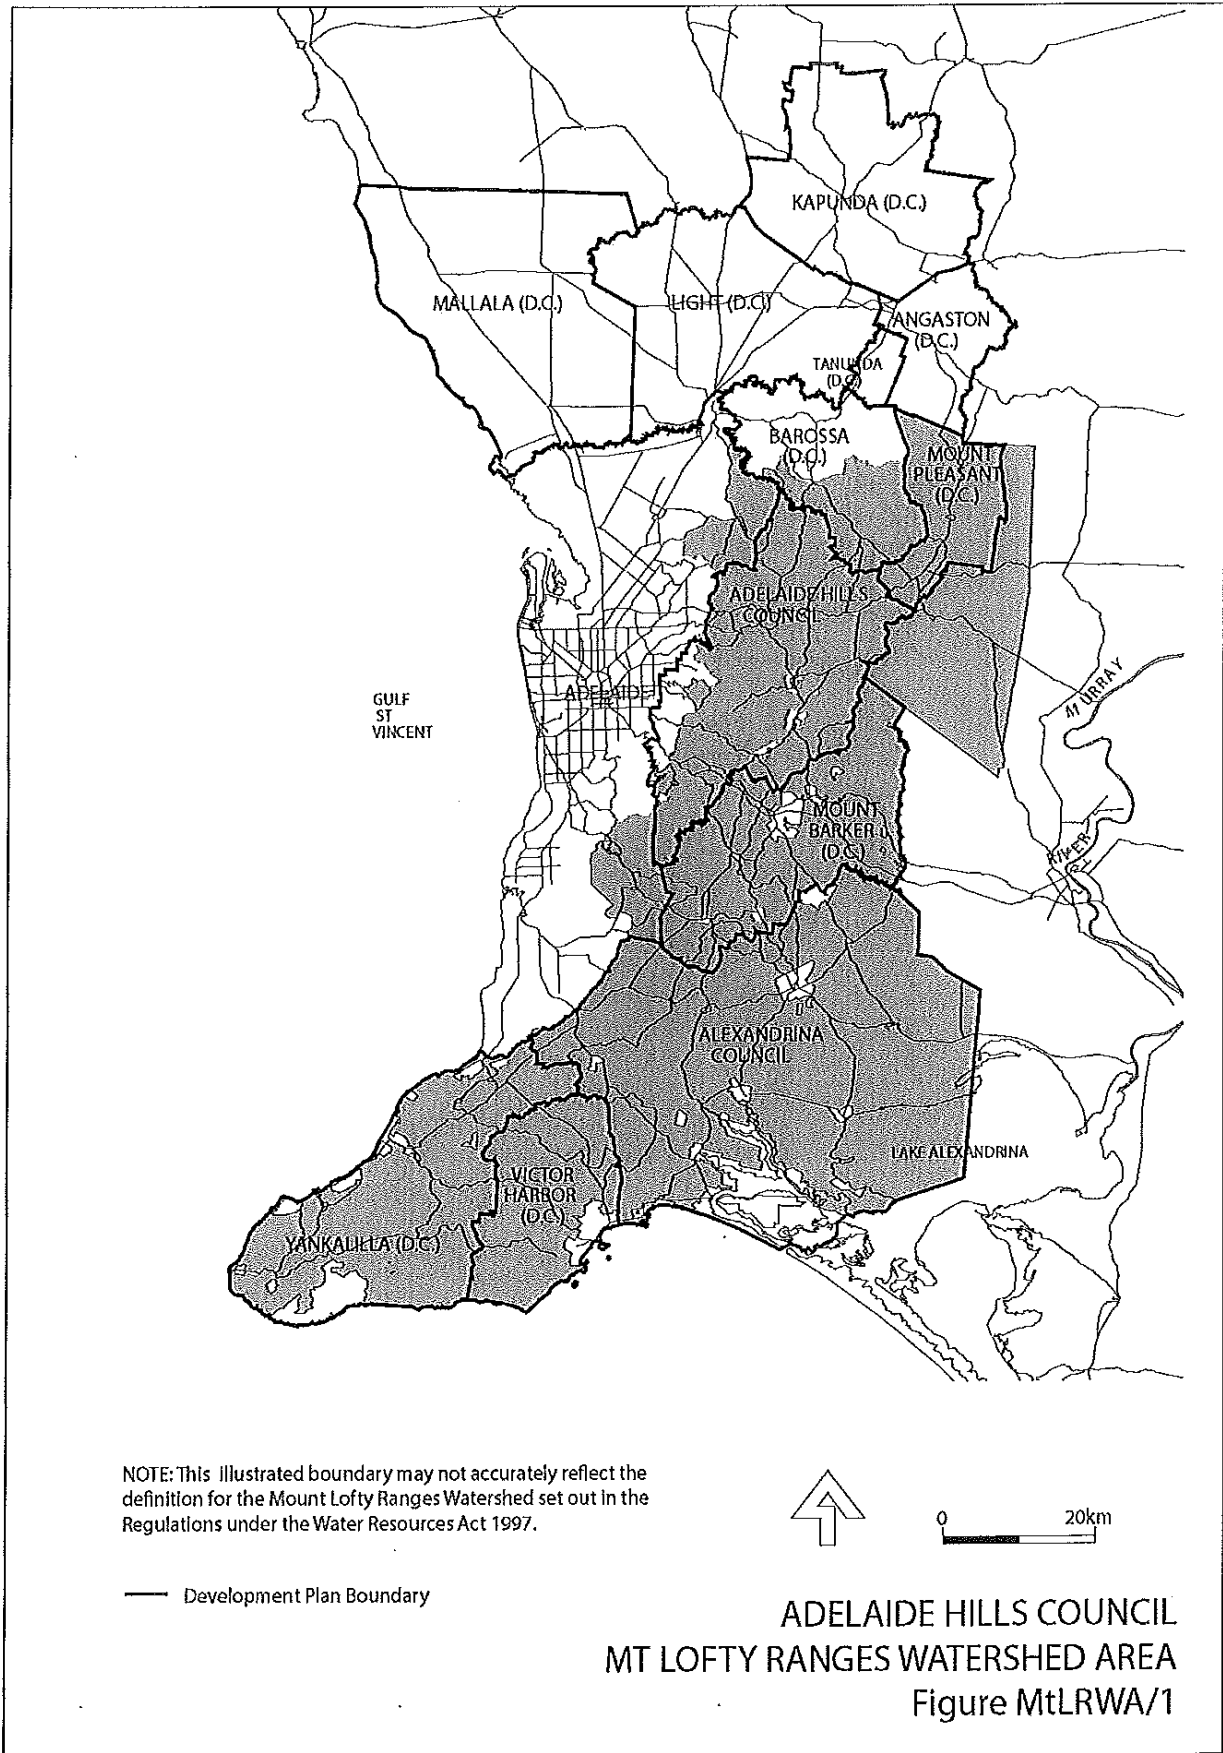 KAPUNDA (D.C.)
MALLALA (D.C.)
LIGHT (D.C.)
ANGASTON
(D.C.)
TANUNDA
(D.C.)
BAROSSA
(D.C.)
MOUNT
PLEASANT
(D.C.)
ADELAIDE HILLS
COUNCIL
ADELAIDE
GULF
ST
VINCENT
MURRAY
RIVER
MOUNT
BARKER
(D.C.)
ALEXANDRINA
COUNCIL
LAKE ALEXANDRINA
VICTOR
HARBOR
(D.C.)
YANKALILLA (D.C.)
NOTE: This illustrated boundary may not accurately reflect the
definition for the Mount Lofty Ranges Watershed set out in the
Regulations under the Water Resources Act 1997.
0 20km
Development Plan Boundary
ADELAIDE HILLS COUNCIL
MT LOFTY RANGES WATERSHED AREA
Figure MtLRWA/1